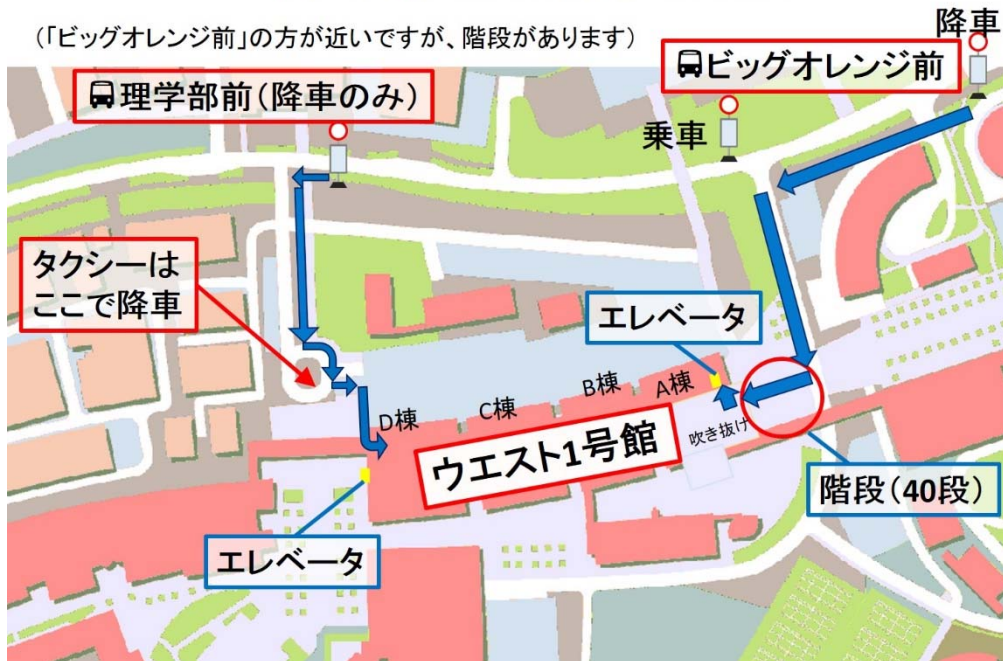 (「ビッグオレンジ前」の方が近いですが、階段があります)
降車
理学部前(降車のみ)
ビッグオレンジ前
乗車
タクシーは
ここで降車
エレベータ
D棟
C棟
B棟
A棟
吹き抜け
ウエスト1号館
階段(40段)
エレベータ